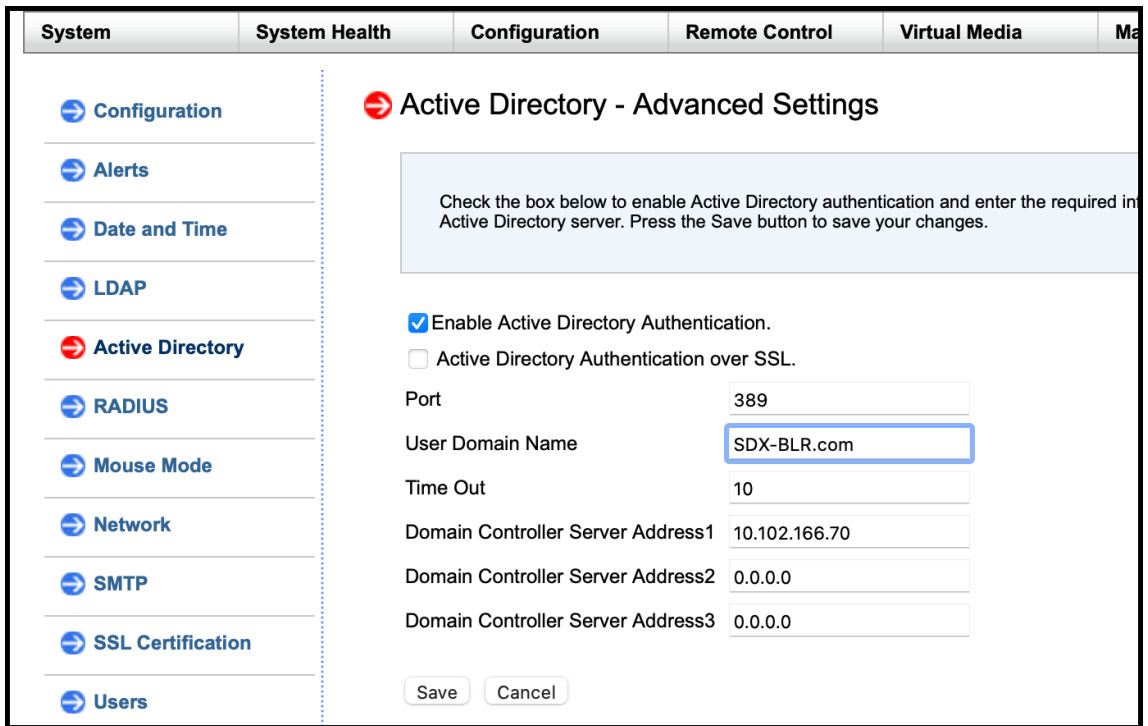 System
System Health
Configuration
Remote Control
Virtual Media
Configuration
Alerts
Date and Time
LDAP
Active Directory
RADIUS
Mouse Mode
Network
SMTP
SSL Certification
Users
Active Directory - Advanced Settings
Check the box below to enable Active Directory authentication and enter the required
Active Directory server. Press the Save button to save your changes.
Enable Active Directory Authentication.
Active Directory Authentication over SSL.
Port 389
User Domain Name SDX-BLR.com
Time Out 10
Domain Controller Server Address1 10.102.166.70
Domain Controller Server Address2 0.0.0.0
Domain Controller Server Address3 0.0.0.0
Save Cancel